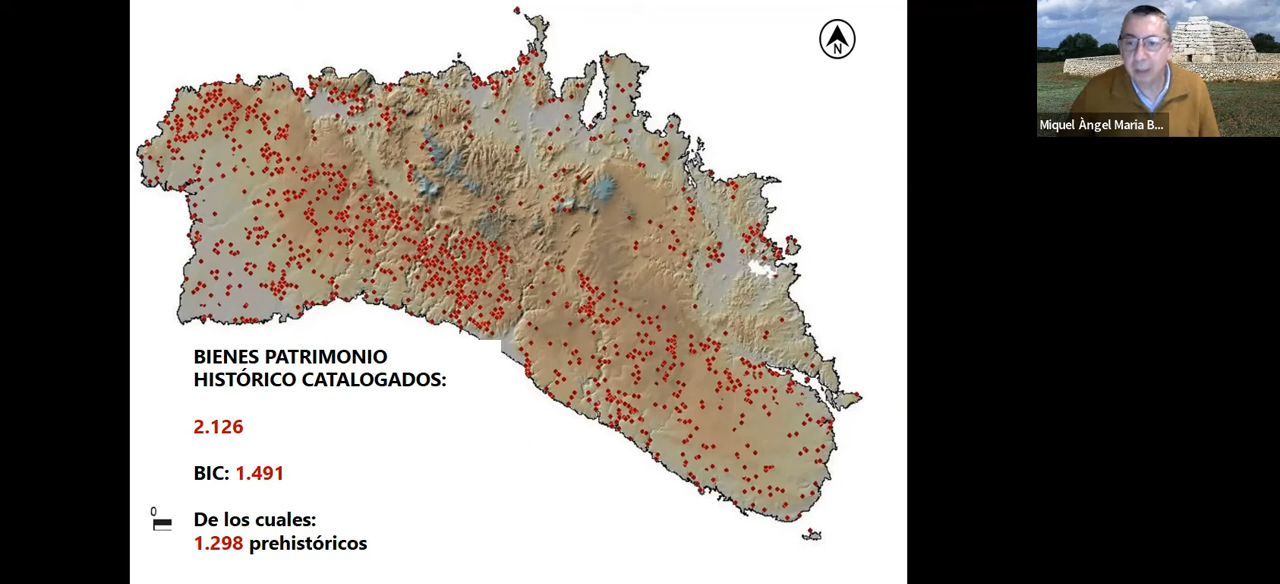 N
Miquel Àngel Maria B...
BIENES PATRIMONIO
HISTÓRICO CATALOGADOS:
2.126
BIC: 1.491
0
De los cuales:
1.298 prehistóricos